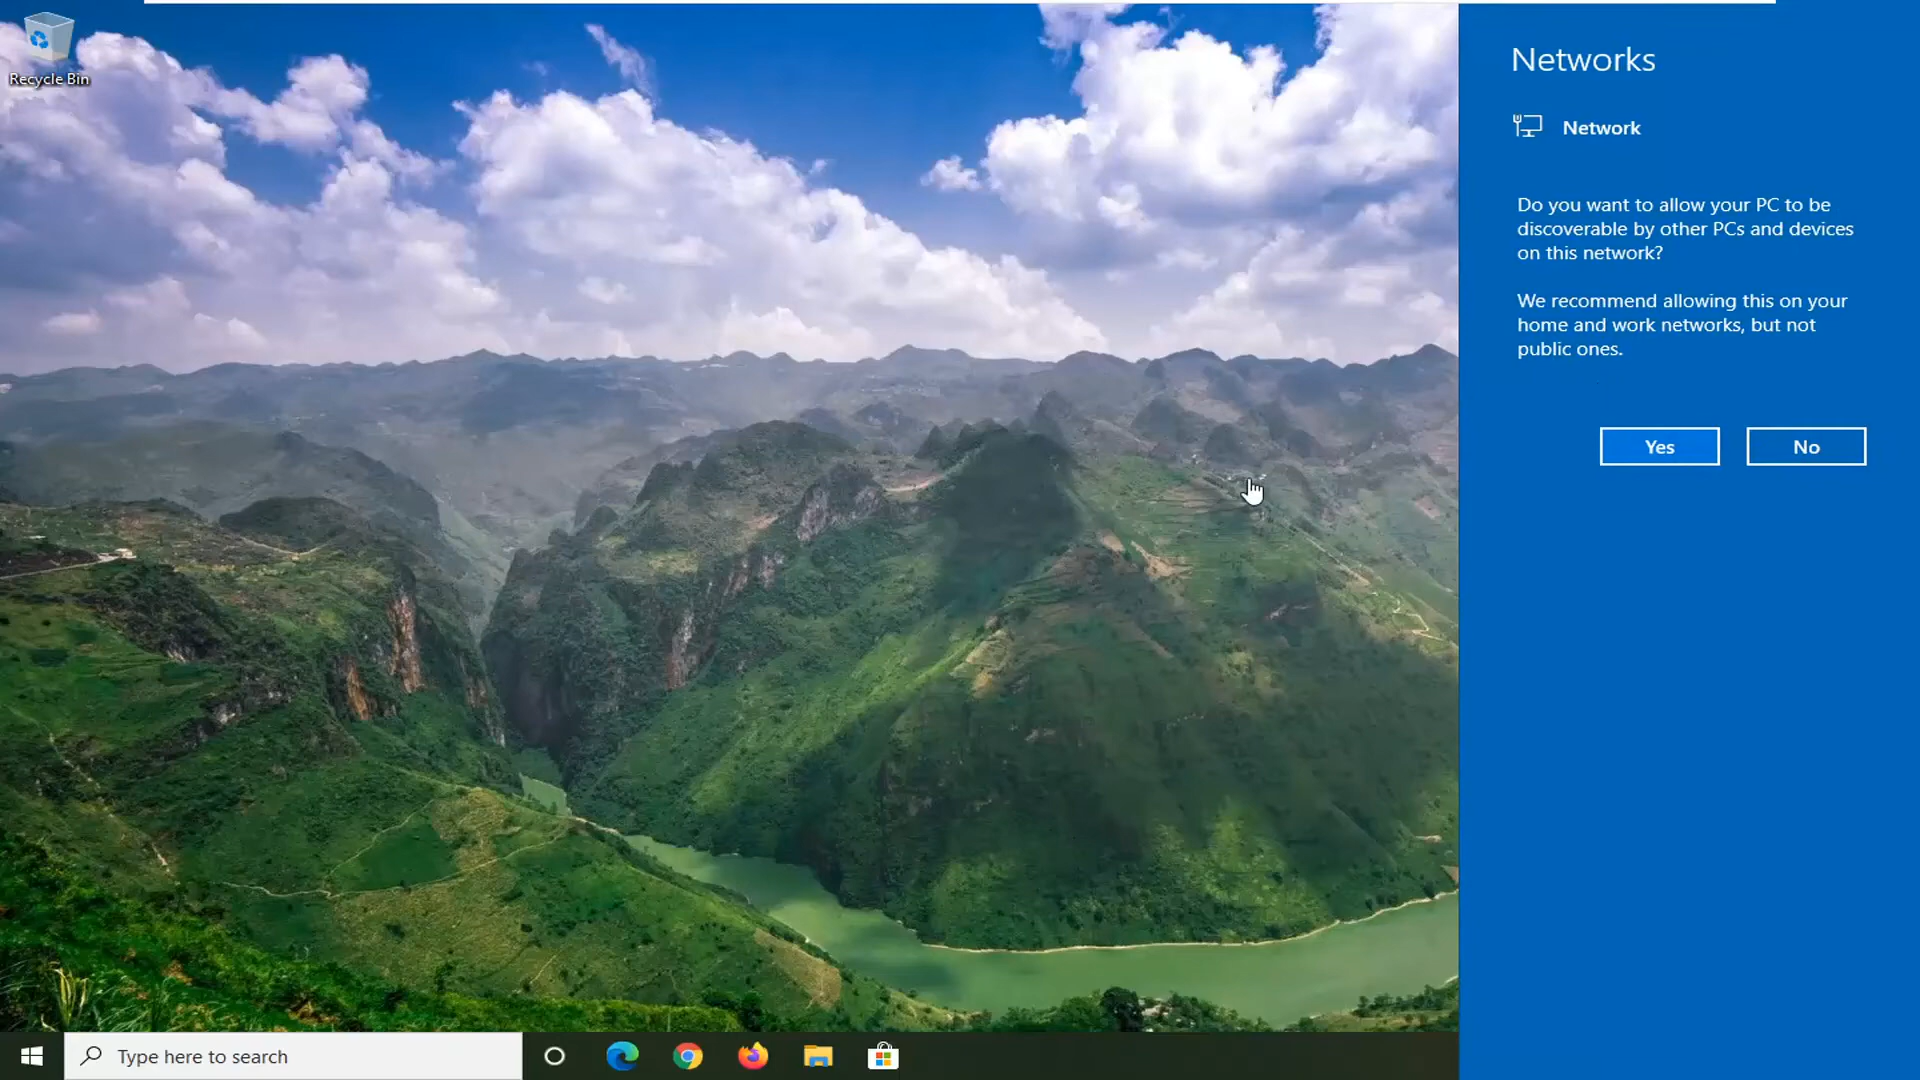 Recycle Bin
Networks
Network
Do you want to allow your PC to be
discoverable by other PCs and devices
on this network?
We recommend allowing this on your
home and work networks, but not
public ones.
Yes
No
Type here to search